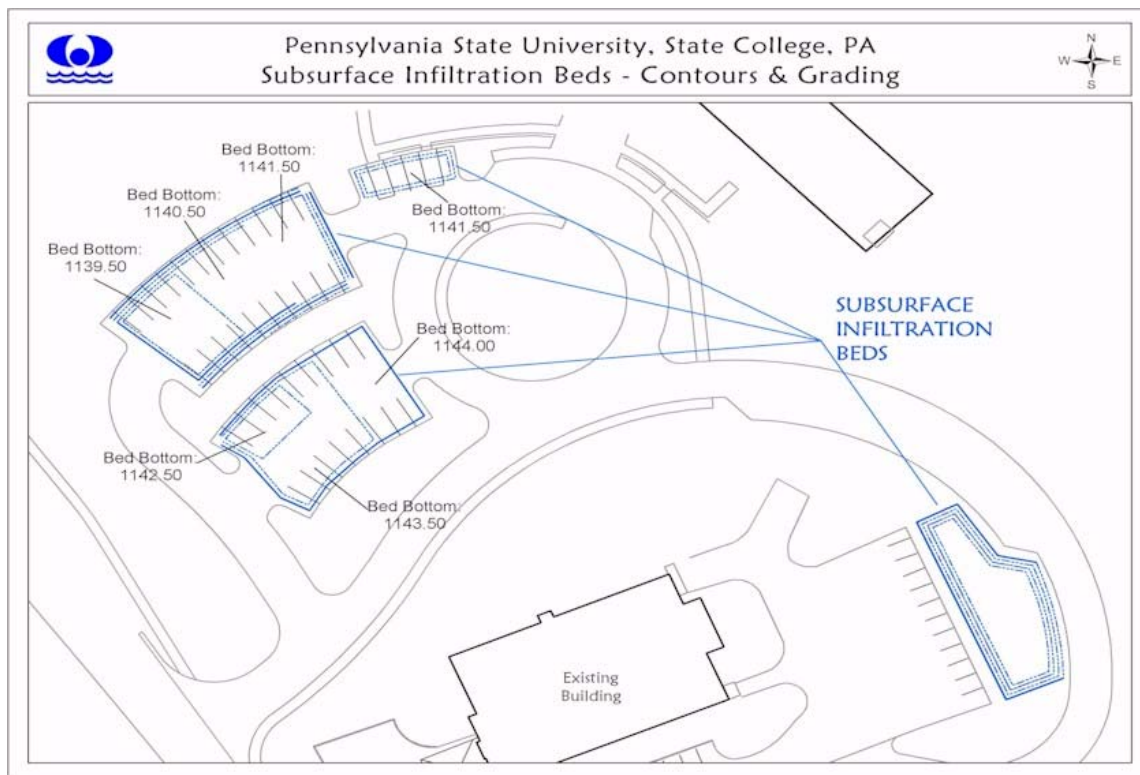 Pennsylvania State University, State College, PA
Subsurface Infiltration Beds - Contours & Grading
N
W E
S
Bed Bottom:
1141.50
Bed Bottom:
1140.50
Bed Bottom:
1139.50
Bed Bottom:
1141.50
Bed Bottom:
1144.00
SUBSURFACE
INFILTRATION
BEDS
Bed Bottom:
1142.50
Bed Bottom:
1143.50
Existing
Building